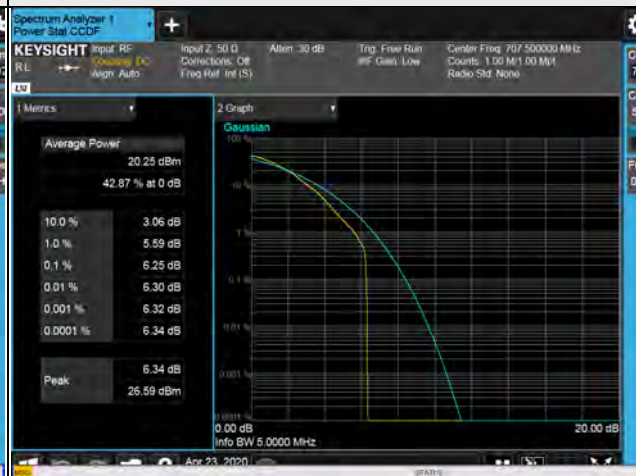 Spectrum Analyzer 1
Power Stat CCDF
+
KEYSIGHT Input: RF Input Z: 50 Ω Atten: 30 dB Trig: Free Run Center Freq: 707.500000 MHz
RL Coupling: DC Corrections: Off #IF Gain: Low Counts: 1.00 M/1.00 Mpt
Align: Auto Freq Ref: Int (S) Radio Std: None
1 Metrics
2 Graph
Average Power
20.25 dBm
42.87 % at 0 dB
10.0 % 3.06 dB
1.0 % 5.59 dB
0.1 % 6.25 dB
0.01 % 6.30 dB
0.001 % 6.32 dB
0.0001 % 6.34 dB
Peak 6.34 dB
26.59 dBm
Gaussian
100 %
10 %
1 %
0.1 %
0.01 %
0.001 %
0.0001 %
0.00 dB 20.00 dB
Info BW 5.0000 MHz
Apr 23, 2020
MSG STATUS